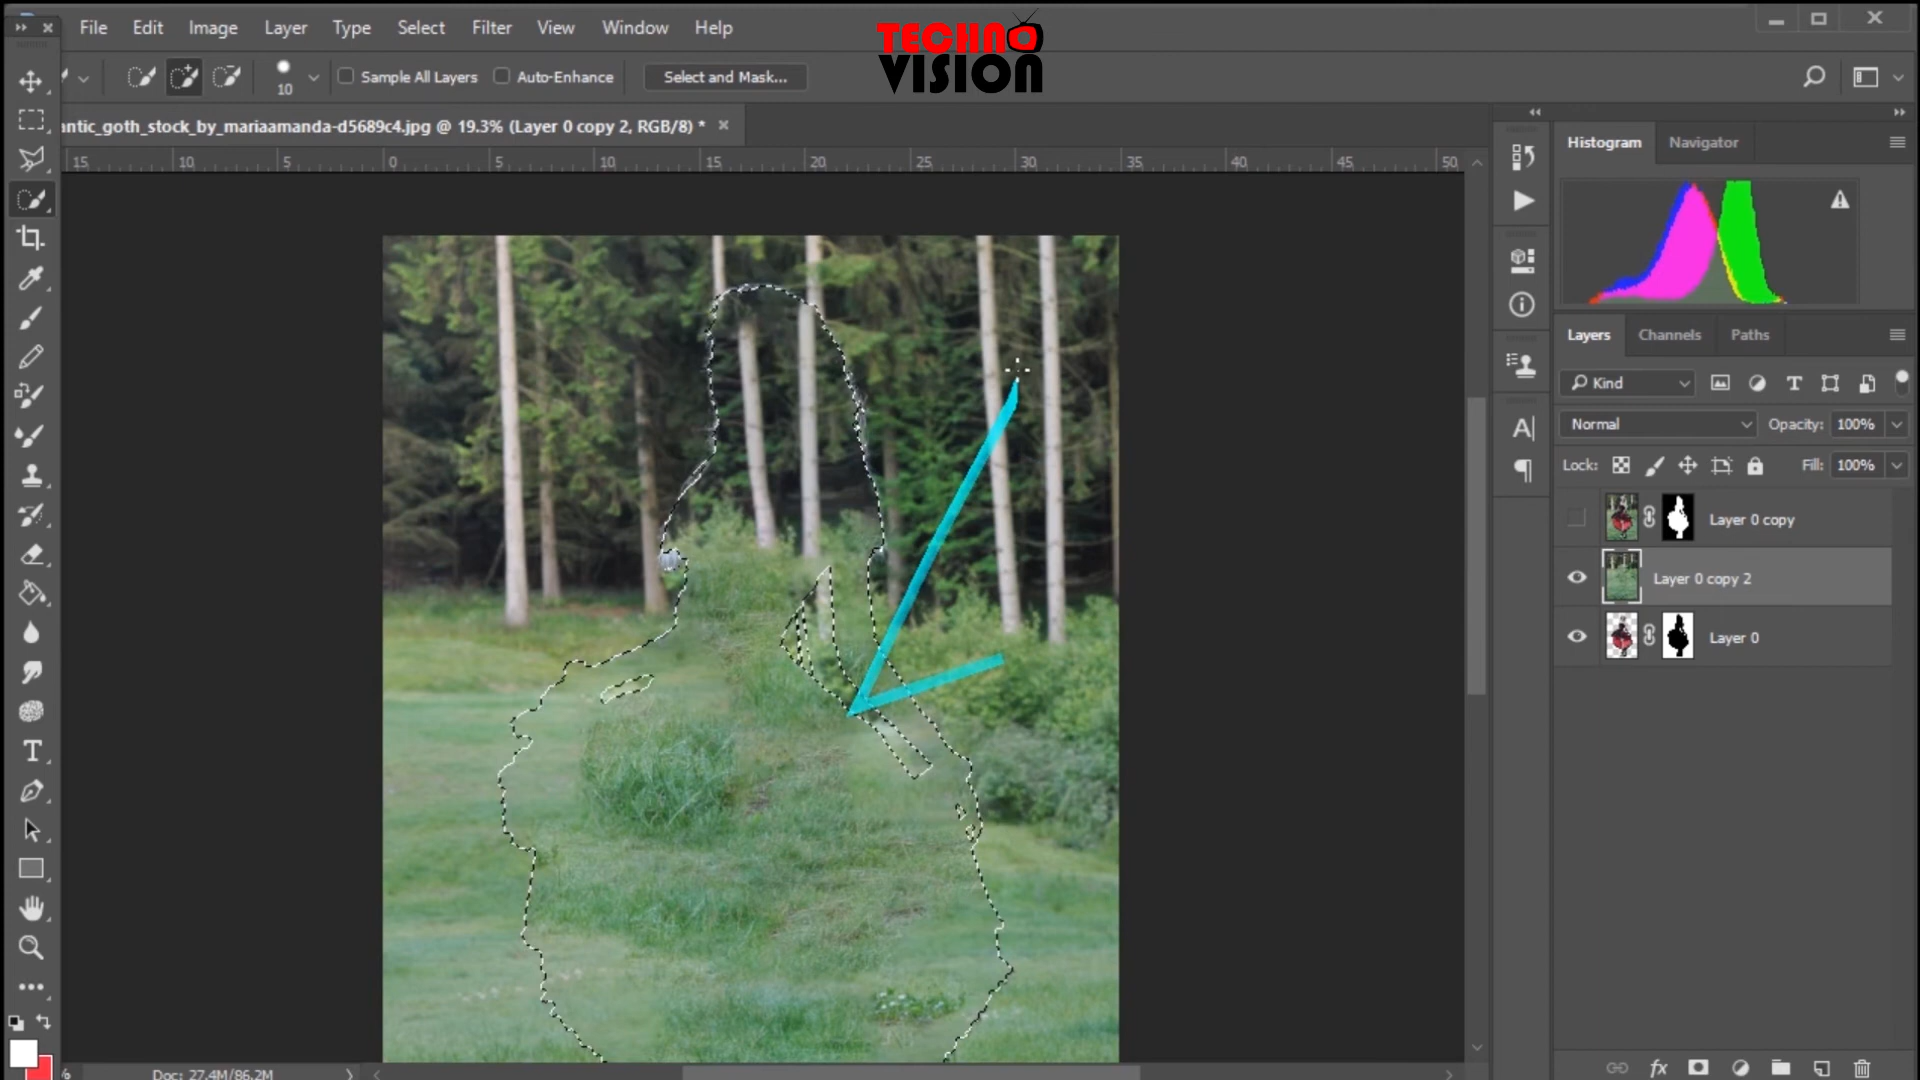 File Edit Image Layer Type Select Filter View Window Help
TECHNO
VISION
10 Sample All Layers Auto-Enhance Select and Mask...
antic_goth_stock_by_mariaamanda-d5689c4.jpg @ 19.3% (Layer 0 copy 2, RGB/8) *
15 10 5 0 5 10 15 20 25 30 35 40 45 50
Histogram Navigator
Layers Channels Paths
Kind
Normal Opacity: 100%
Lock: Fill: 100%
Layer 0 copy
Layer 0 copy 2
Layer 0
% Doc: 27.4M/86.2M